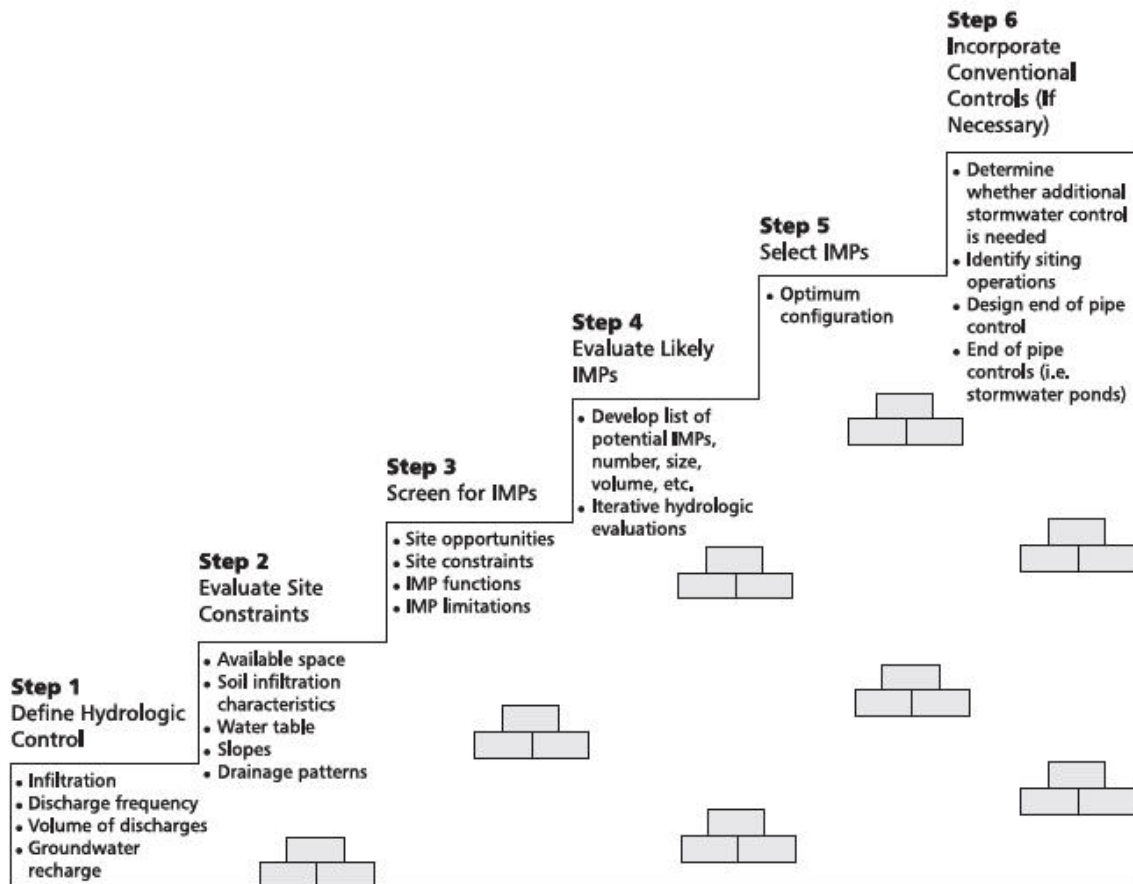 Step 1
Define Hydrologic
Control
• Infiltration
• Discharge frequency
• Volume of discharges
• Groundwater
recharge
Step 2
Evaluate Site
Constraints
• Available space
• Soil infiltration
characteristics
• Water table
• Slopes
• Drainage patterns
Step 3
Screen for IMPs
• Site opportunities
• Site constraints
• IMP functions
• IMP limitations
Step 4
Evaluate Likely
IMPs
• Develop list of
potential IMPs,
number, size,
volume, etc.
• Iterative hydrologic
evaluations
Step 5
Select IMPs
• Optimum
configuration
Step 6
Incorporate
Conventional
Controls (If
Necessary)
• Determine
whether additional
stormwater control
is needed
• Identify siting
operations
• Design end of pipe
control
• End of pipe
controls (i.e.
stormwater ponds)